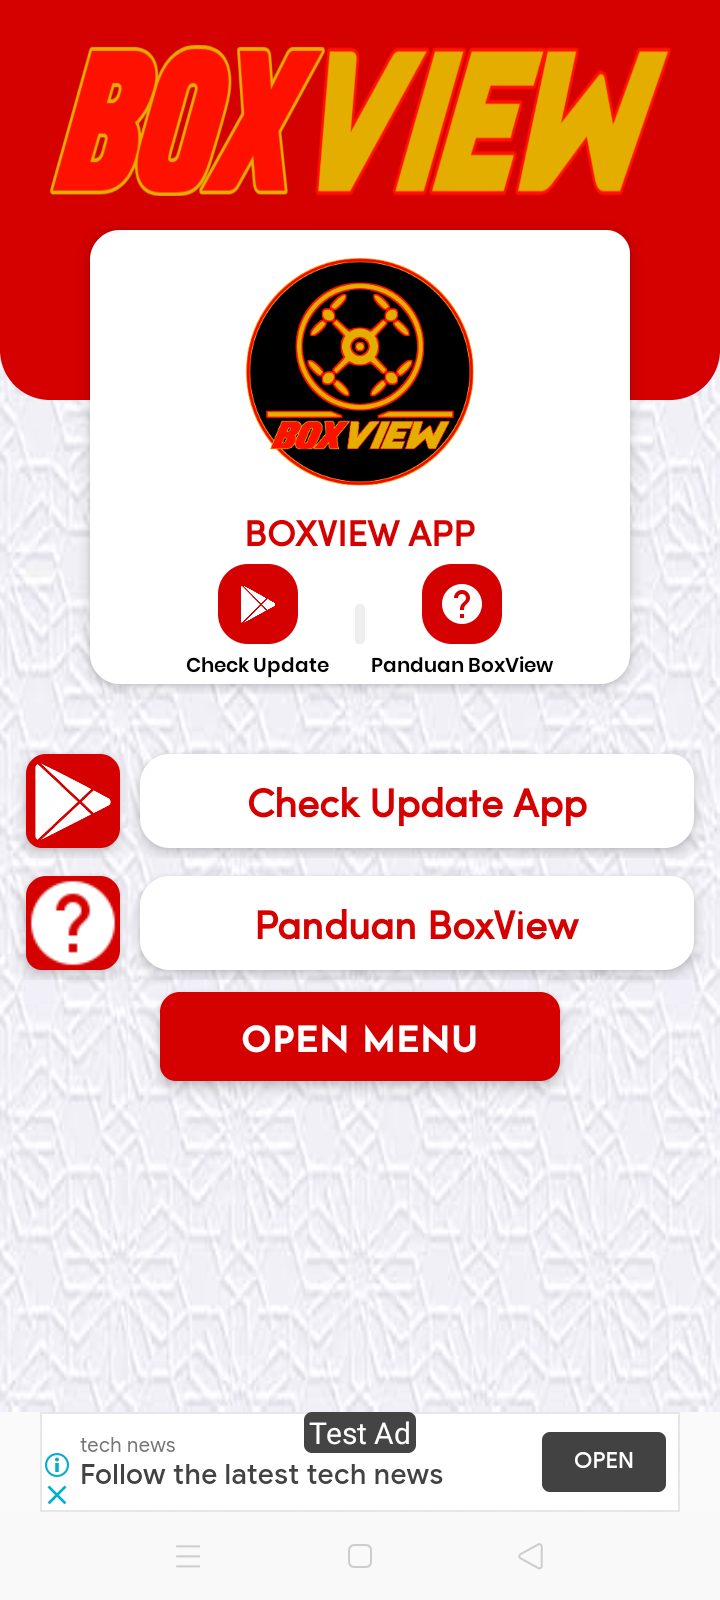 BOXVIEW
BOXVIEW
BOXVIEW APP
Check Update
Panduan BoxView
Check Update App
Panduan BoxView
OPEN MENU
Test Ad
tech news
Follow the latest tech news
OPEN